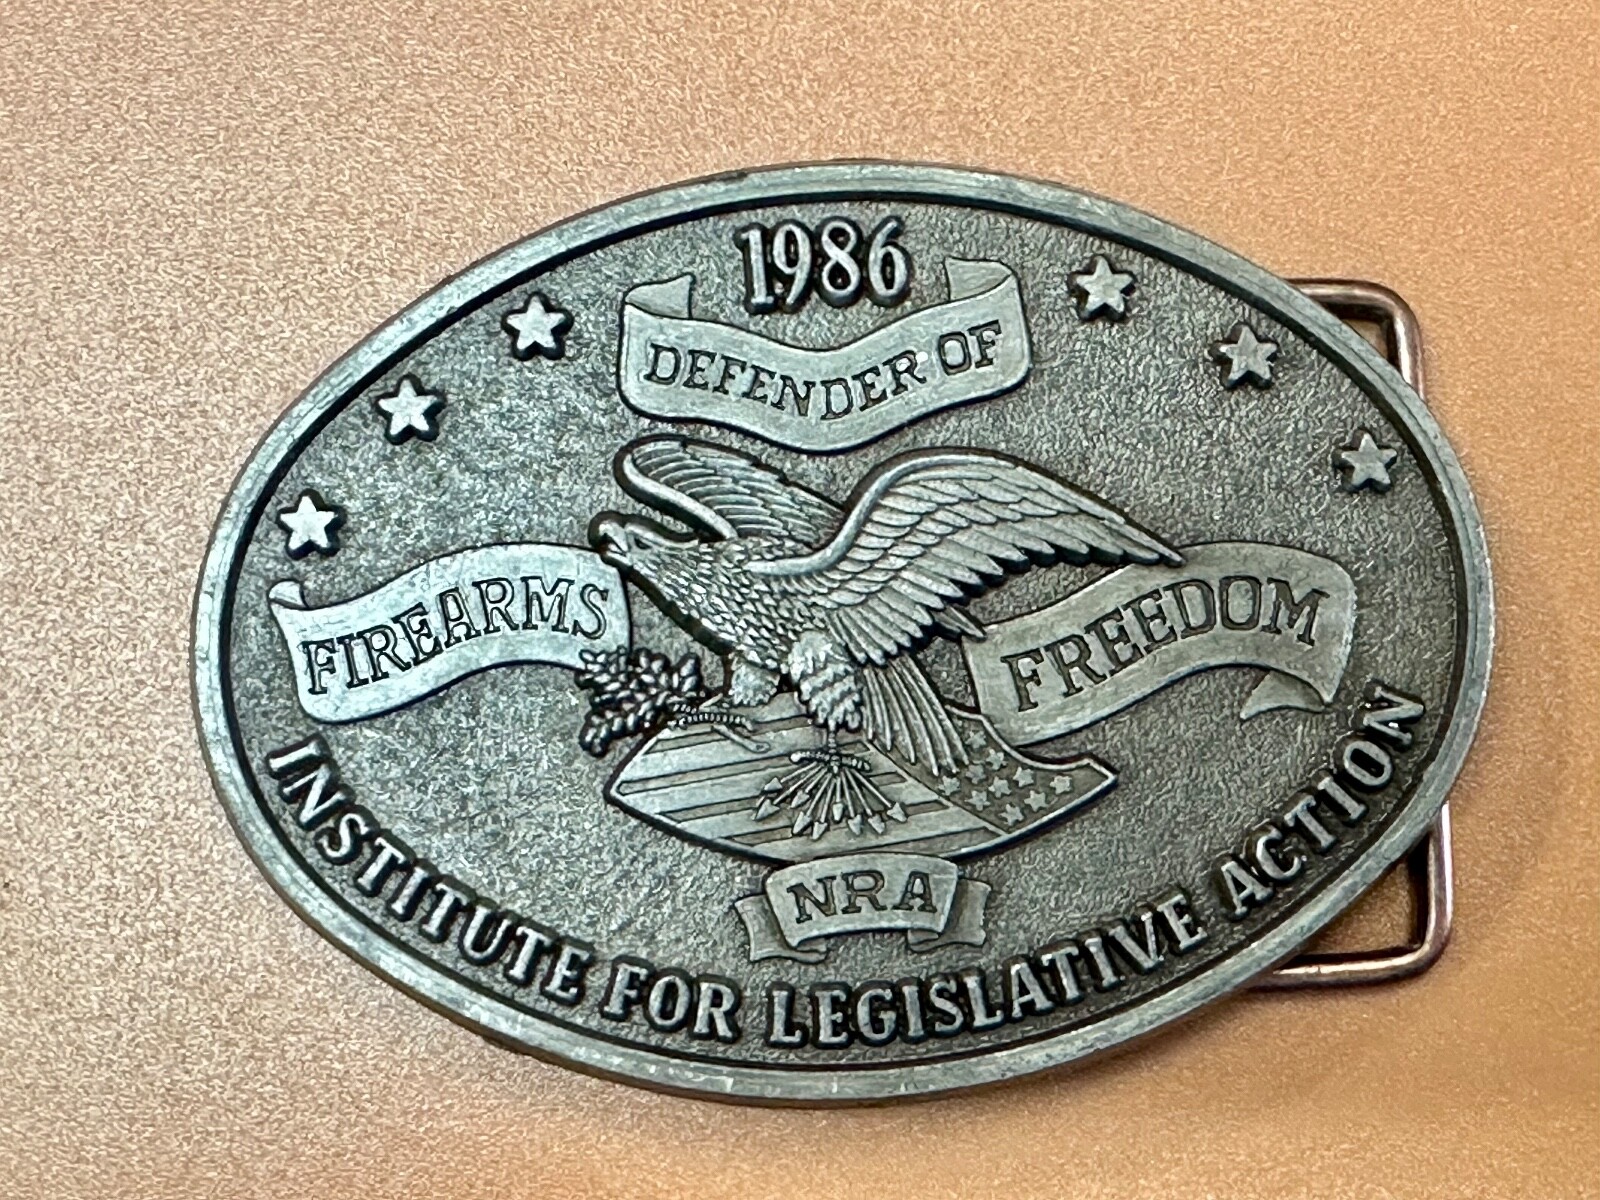 1986
DEFENDER OF
FIREARMS FREEDOM
NRA
INSTITUTE FOR LEGISLATIVE ACTION